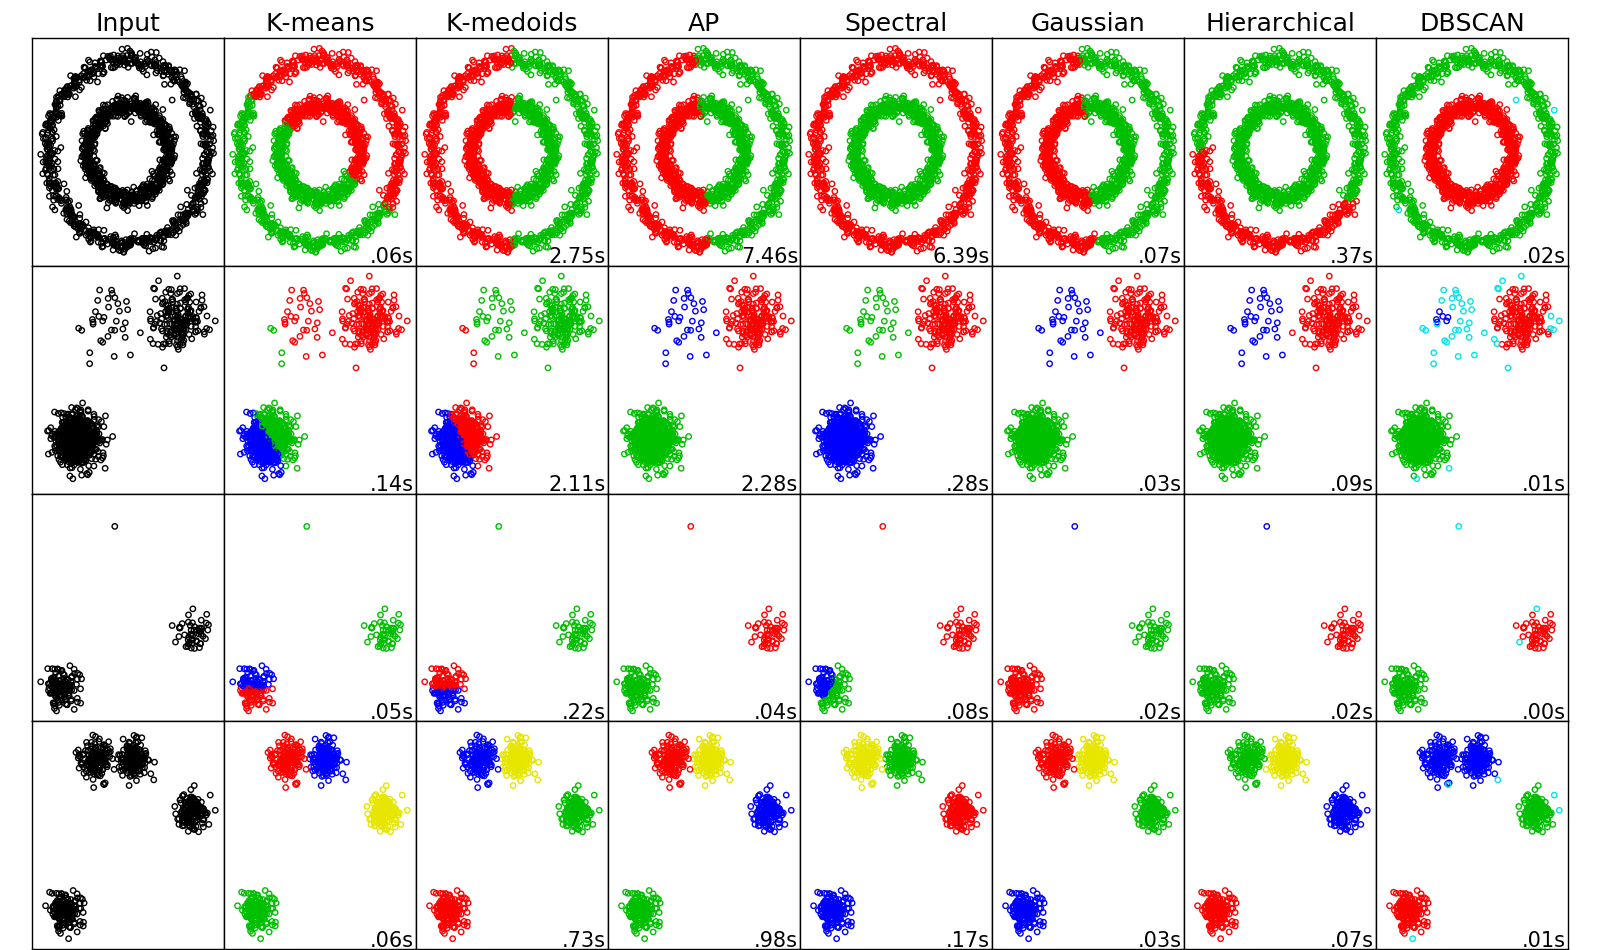 Input K-means K-medoids AP Spectral Gaussian Hierarchical DBSCAN
.06s 2.75s 7.46s 6.39s .07s .37s .02s
.14s 2.11s 2.28s .28s .03s .09s .01s
.05s .22s .04s .08s .02s .02s .00s
.06s .73s .98s .17s .03s .07s .01s